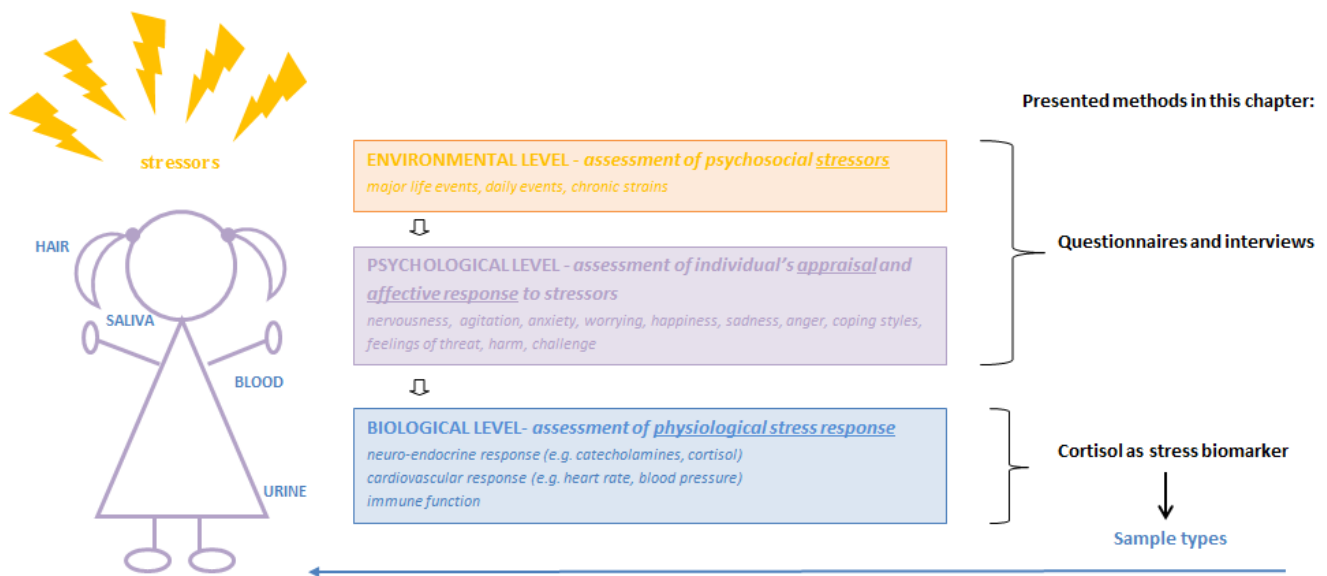 stressors
HAIR
SALIVA
BLOOD
URINE
ENVIRONMENTAL LEVEL - assessment of psychosocial stressors
major life events, daily events, chronic strains
PSYCHOLOGICAL LEVEL - assessment of individual's appraisal and
affective response to stressors
nervousness, agitation, anxiety, worrying, happiness, sadness, anger, coping styles,
feelings of threat, harm, challenge
BIOLOGICAL LEVEL- assessment of physiological stress response
neuro-endocrine response (e.g. catecholamines, cortisol)
cardiovascular response (e.g. heart rate, blood pressure)
immune function
Presented methods in this chapter:
Questionnaires and interviews
Cortisol as stress biomarker
Sample types